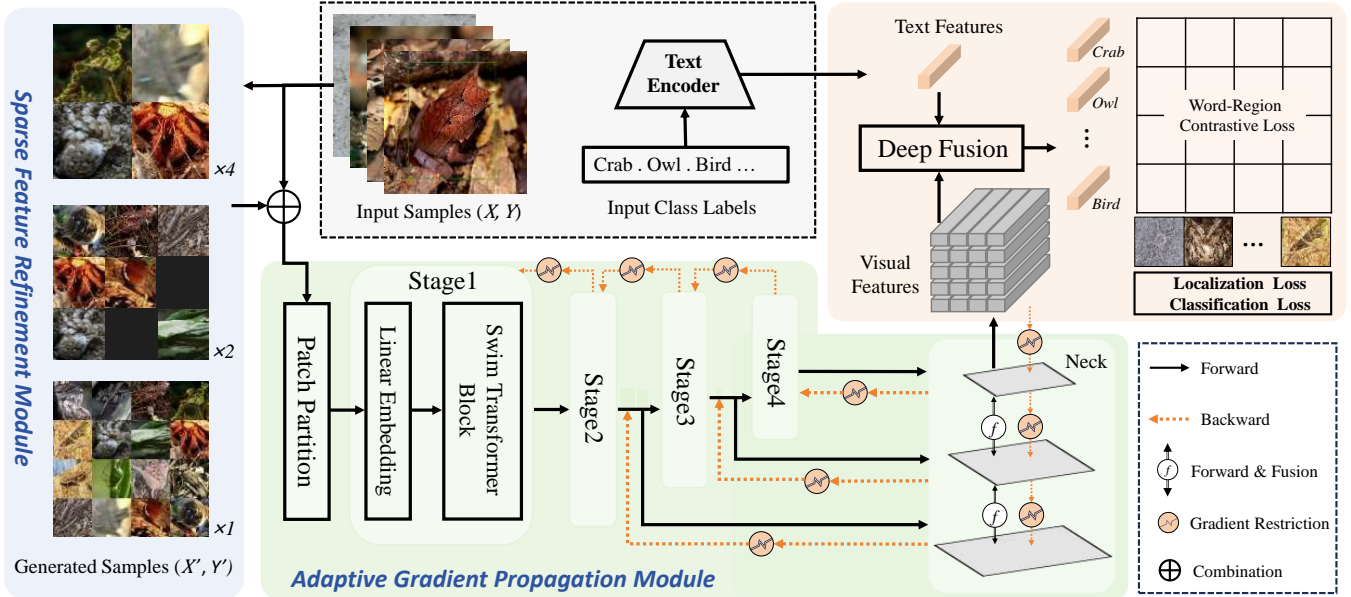 Sparse Feature Refinement Module
×4
×2
×1
Generated Samples (X', Y')
Input Samples (X, Y)
Text
Encoder
Crab . Owl . Bird ...
Input Class Labels
Text Features
Deep Fusion
Visual
Features
Crab
Owl
Bird
Word-Region
Contrastive Loss
Localization Loss
Classification Loss
Patch Partition
Stage1
Linear Embedding
Swim Transformer
Block
Stage2
Stage3
Stage4
Neck
f
f
Adaptive Gradient Propagation Module
Forward
Backward
f
Forward & Fusion
Gradient Restriction
Combination